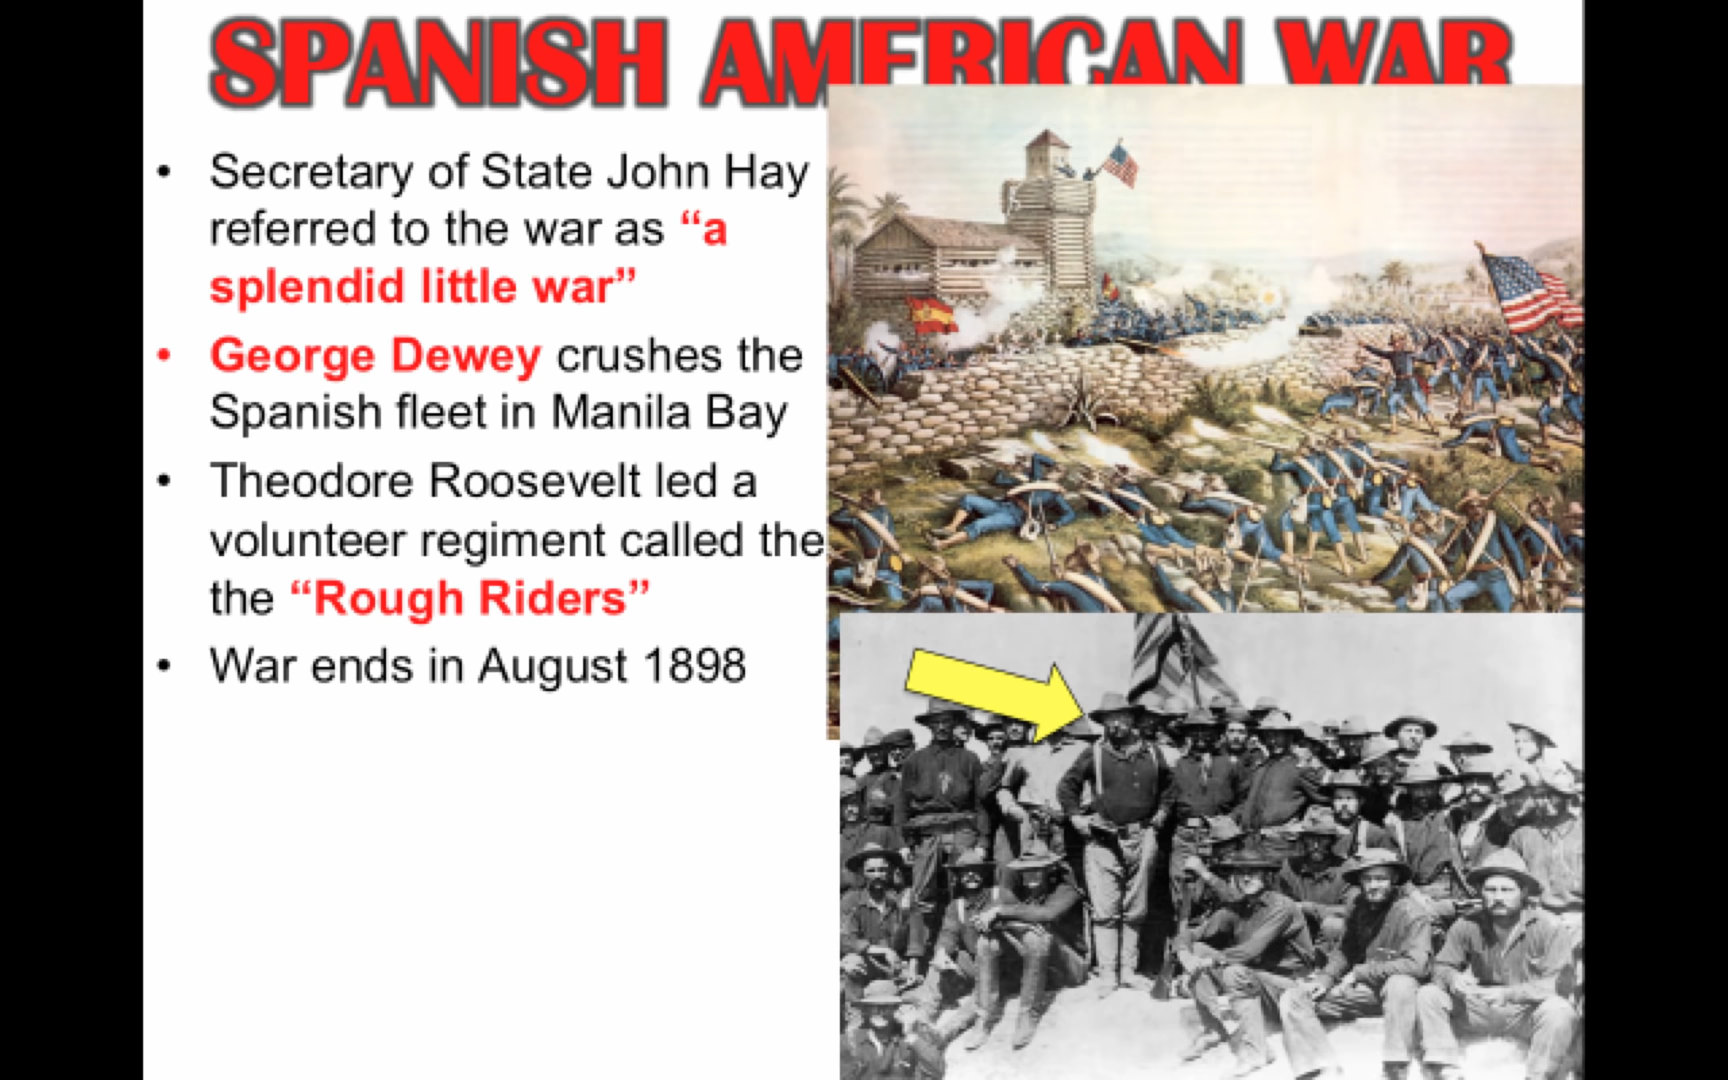 SPANISH AMERICAN WAR
• Secretary of State John Hay
referred to the war as “a
splendid little war”
• George Dewey crushes the
Spanish fleet in Manila Bay
• Theodore Roosevelt led a
volunteer regiment called the
the “Rough Riders”
• War ends in August 1898